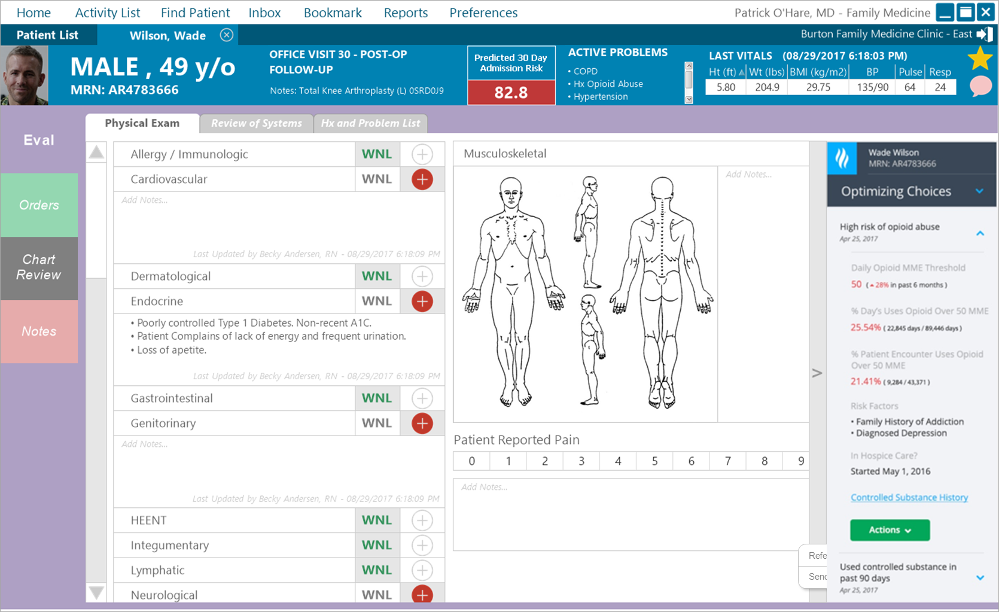 Home Activity List Find Patient Inbox Bookmark Reports Preferences Patrick O'Hare, MD - Family Medicine
Patient List Wilson, Wade Burton Family Medicine Clinic - East
MALE , 49 y/o
MRN: AR4783666
OFFICE VISIT 30 - POST-OP
FOLLOW-UP
Notes: Total Knee Arthroplasty (L) 0SRD0J9
Predicted 30 Day
Admission Risk
82.8
ACTIVE PROBLEMS
• COPD
• Hx Opioid Abuse
• Hypertension
LAST VITALS (08/29/2017 6:18:03 PM)
Ht (ft) Wt (lbs) BMI (kg/m2) BP Pulse Resp
5.80 204.9 29.75 135/90 64 24
Eval
Orders
Chart
Review
Notes
Physical Exam Review of Systems Hx and Problem List
Allergy / Immunologic WNL
Cardiovascular WNL
Add Notes...
Last Updated by Becky Andersen, RN - 08/29/2017 6:18:09 PM
Dermatological WNL
Endocrine WNL
• Poorly controlled Type 1 Diabetes. Non-recent A1C.
• Patient Complains of lack of energy and frequent urination.
• Loss of apetite.
Last Updated by Becky Andersen, RN - 08/29/2017 6:18:09 PM
Gastrointestinal WNL
Genitorinary WNL
Add Notes...
Last Updated by Becky Andersen, RN - 08/29/2017 6:18:09 PM
HEENT WNL
Integumentary WNL
Lymphatic WNL
Neurological WNL
Musculoskeletal
Add Notes...
Patient Reported Pain
0 1 2 3 4 5 6 7 8 9
Add Notes...
>
Refe
Send
Wade Wilson
MRN: AR4783666
Optimizing Choices
High risk of opioid abuse
Apr 25, 2017
Daily Opioid MME Threshold
50 ( 28% in past 6 months )
% Day's Uses Opioid Over 50 MME
25.54% ( 22,845 days / 89,446 days )
% Patient Encounter Uses Opioid
Over 50 MME
21.41% ( 9,284 / 43,371 )
Risk Factors
• Family History of Addiction
• Diagnosed Depression
In Hospice Care?
Started May 1, 2016
Controlled Substance History
Actions
Used controlled substance in
past 90 days
Apr 25, 2017